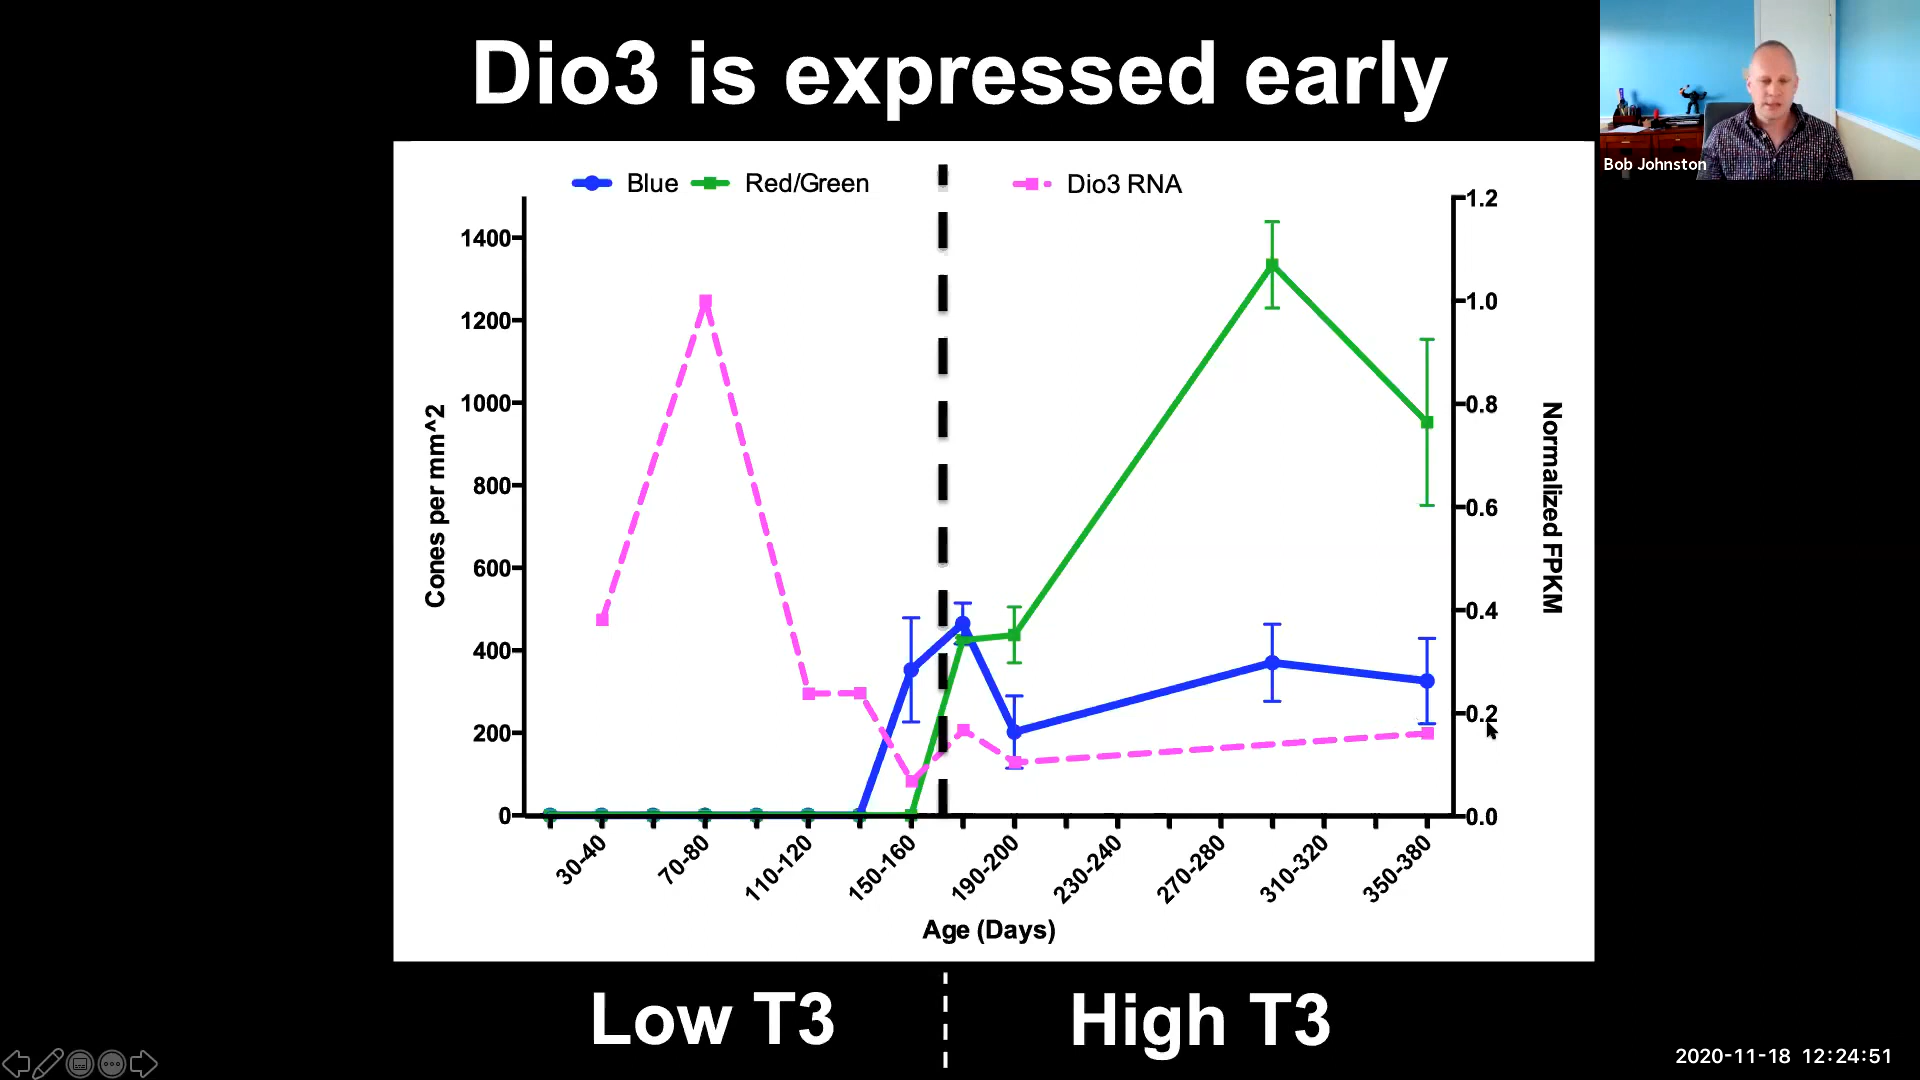 Dio3 is expressed early
Bob Johnston
Blue
Red/Green
Dio3 RNA
Cones per mm^2
1400
1200
1000
800
600
400
200
0
1.2
1.0
0.8
0.6
0.4
0.2
0.0
Normalized FPKM
30-40
70-80
110-120
150-160
190-200
230-240
270-280
310-320
350-380
Age (Days)
Low T3
High T3
2020-11-18 12:24:51